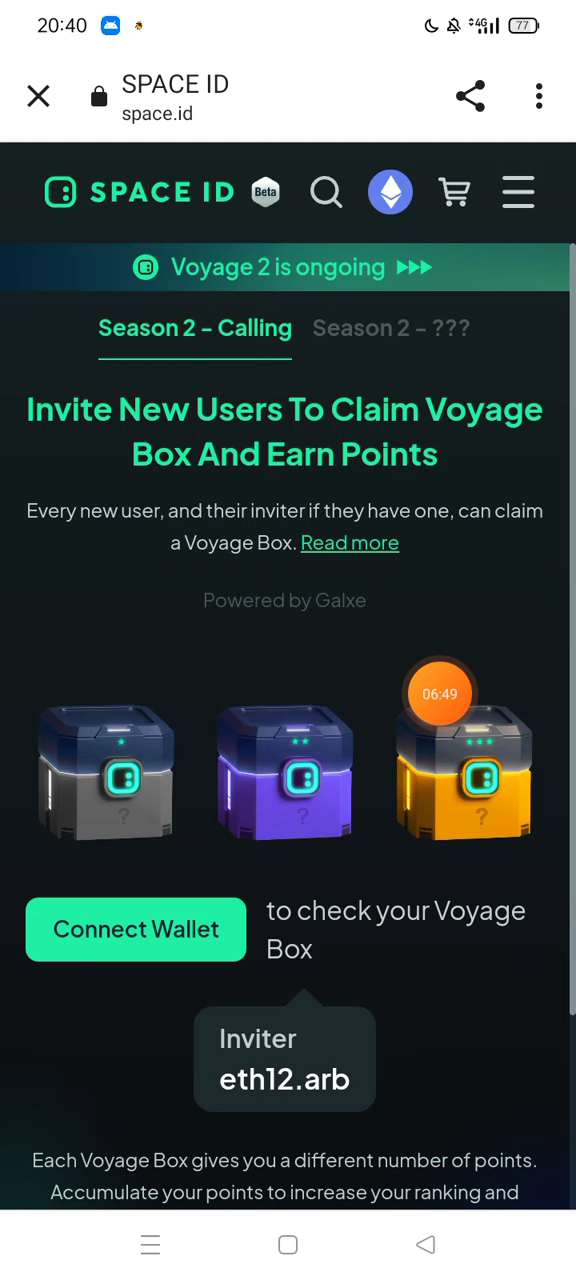 20:40
4G
77
SPACE ID
space.id
SPACE ID Beta
Voyage 2 is ongoing
Season 2 – Calling Season 2 – ???
Invite New Users To Claim Voyage
Box And Earn Points
Every new user, and their inviter if they have one, can claim
a Voyage Box. Read more
Powered by Galxe
06:49
? ? ?
Connect Wallet
to check your Voyage
Box
Inviter
eth12.arb
Each Voyage Box gives you a different number of points.
Accumulate your points to increase your ranking and